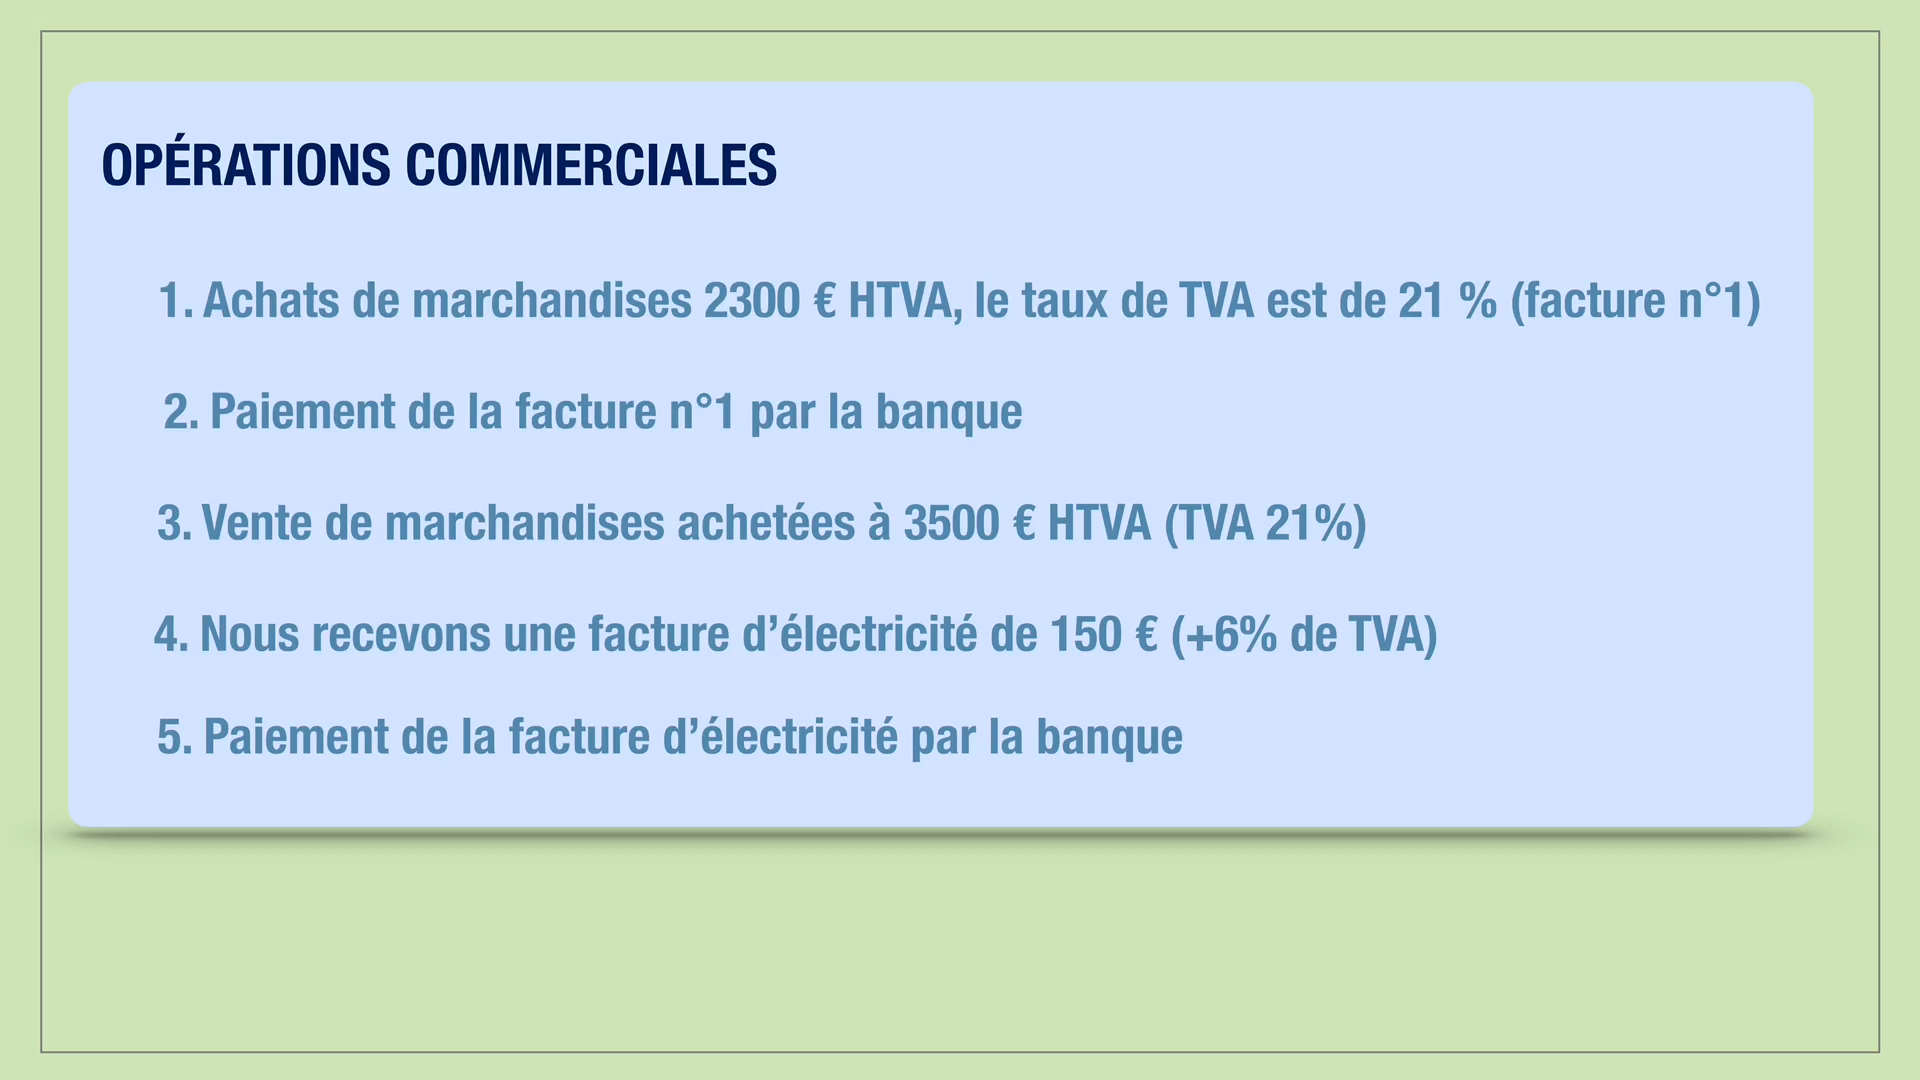 OPÉRATIONS COMMERCIALES
1. Achats de marchandises 2300 € HTVA, le taux de TVA est de 21 % (facture n°1)
2. Paiement de la facture n°1 par la banque
3. Vente de marchandises achetées à 3500 € HTVA (TVA 21%)
4. Nous recevons une facture d’électricité de 150 € (+6% de TVA)
5. Paiement de la facture d’électricité par la banque